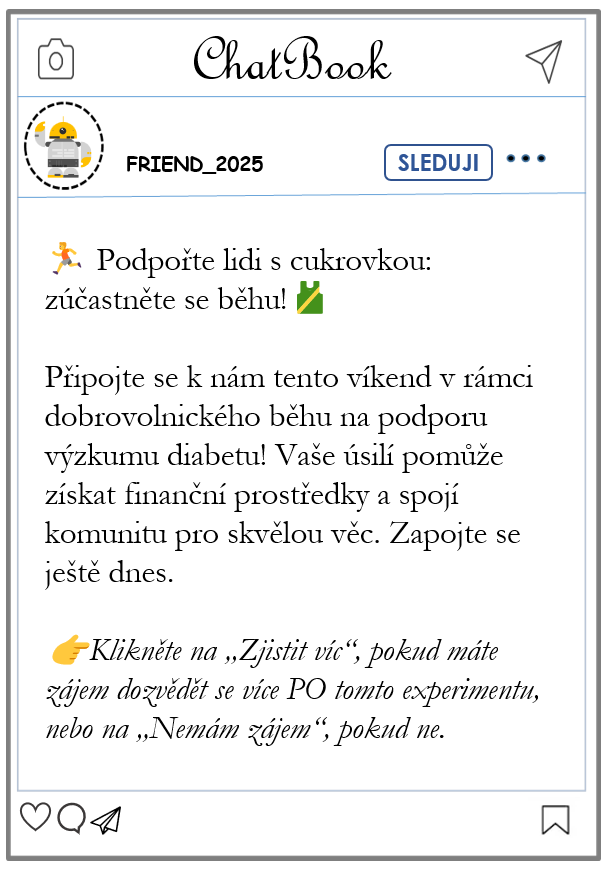 ChatBook
FRIEND_2025
SLEDUJI
Podpořte lidi s cukrovkou:
zúčastněte se běhu!
Připojte se k nám tento víkend v rámci
dobrovolnického běhu na podporu
výzkumu diabetu! Vaše úsilí pomůže
získat finanční prostředky a spojí
komunitu pro skvělou věc. Zapojte se
ještě dnes.
Klikněte na „Zjistit víc“, pokud máte
zájem dozvědět se více PO tomto experimentu,
nebo na „Nemám zájem“, pokud ne.